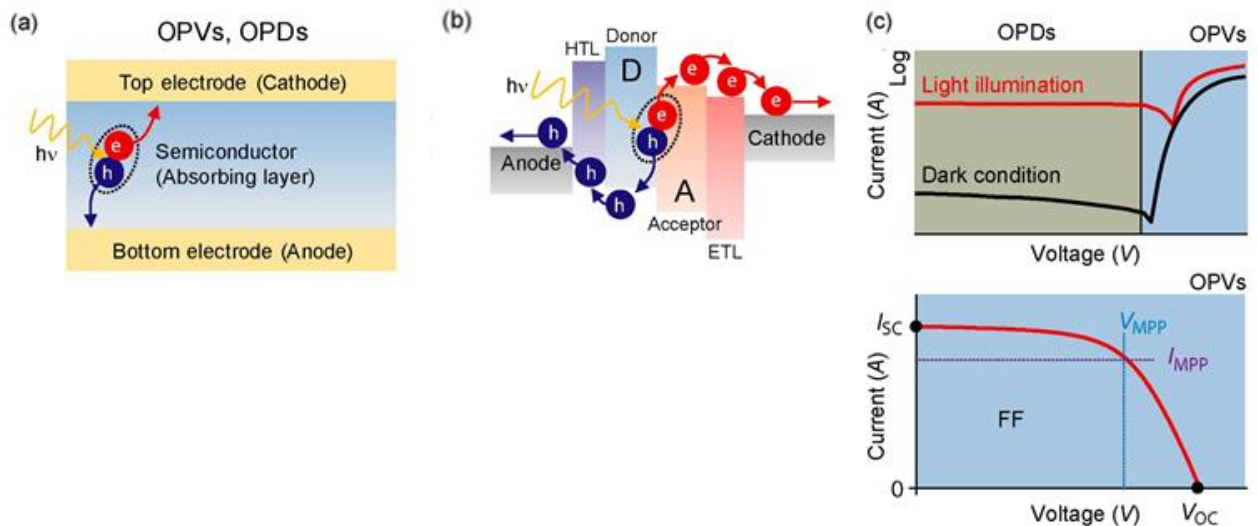 (a)
OPVs, OPDs
Top electrode (Cathode)
hν
e
h
Semiconductor
(Absorbing layer)
Bottom electrode (Anode)
(b)
Donor
HTL
D
hν
e
e
e
e
h
h
h
h
Anode
Cathode
A
Acceptor
ETL
(c)
OPDs
OPVs
Log
Current (A)
Light illumination
Dark condition
Voltage (V)
OPVs
ISC
VMPP
IMPP
Current (A)
FF
0
Voltage (V)
VOC